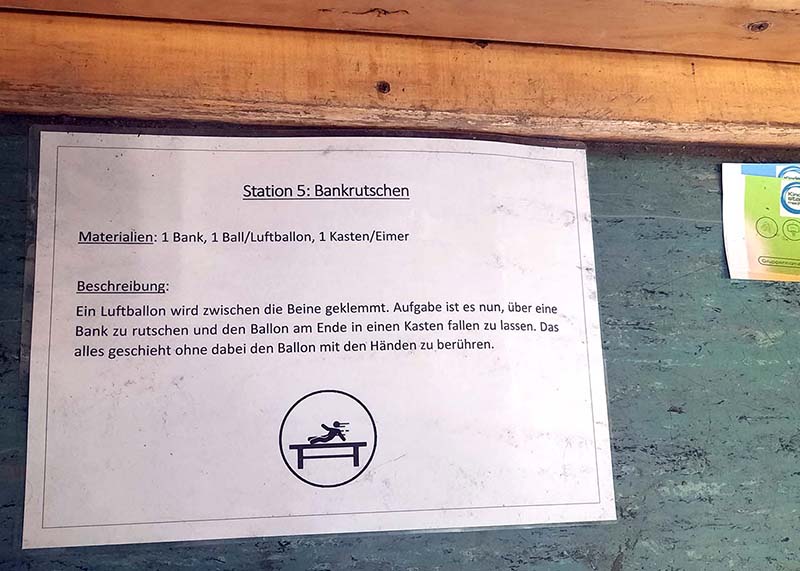 Station 5: Bankrutschen
Materialien: 1 Bank, 1 Ball/Luftballon, 1 Kasten/Eimer
Beschreibung:
Ein Luftballon wird zwischen die Beine geklemmt. Aufgabe ist es nun, über eine
Bank zu rutschen und den Ballon am Ende in einen Kasten fallen zu lassen. Das
alles geschieht ohne dabei den Ballon mit den Händen zu berühren.